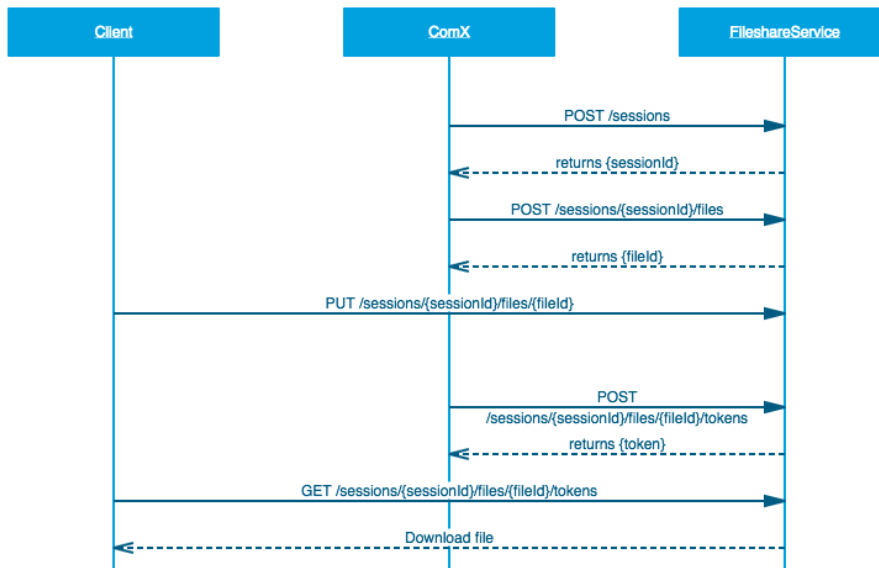 Client
ComX
FileshareService
POST /sessions
returns {sessionId}
POST /sessions/{sessionId}/files
returns {fileId}
PUT /sessions/{sessionId}/files/{fileId}
POST
/sessions/{sessionId}/files/{fileId}/tokens
returns {token}
GET /sessions/{sessionId}/files/{fileId}/tokens
Download file